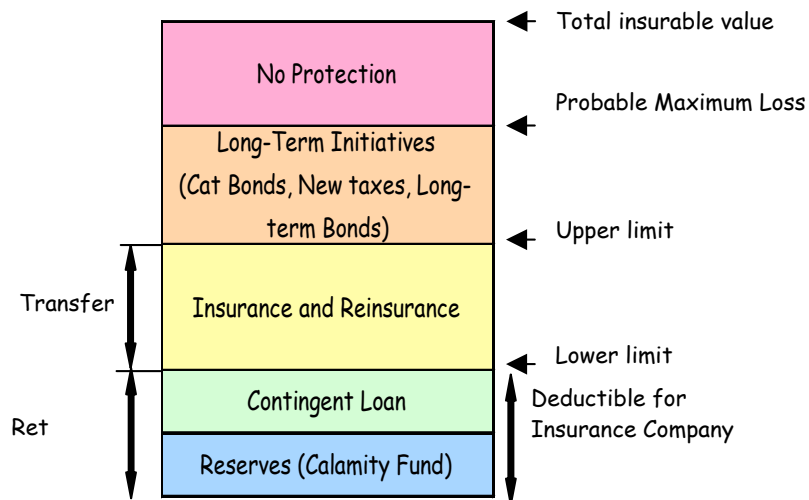 Total insurable value
No Protection
Probable Maximum Loss
Long-Term Initiatives
(Cat Bonds, New taxes, Long-
term Bonds)
Upper limit
Transfer
Insurance and Reinsurance
Lower limit
Contingent Loan
Deductible for
Insurance Company
Ret
Reserves (Calamity Fund)